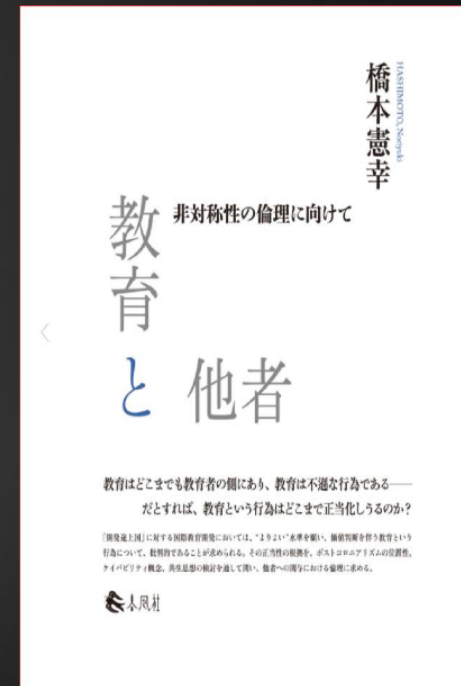 橋本憲幸
HASHIMOTO, Noriyuki
非対称性の倫理に向けて
教育
と
他者
教育はどこまでも教育者の側にあり、教育は不遜な行為である——
だとすれば、教育という行為はどこまで正当化しうるのか？
「開発途上国」に対する国際教育開発においては、“よりよい”水準を願い、価値判断を伴う教育という
行為について、批判的であることが求められる。その正当性の根拠を、ポストコロニアリズムの位置性、
ケイパビリティ概念、共生思想の検討を通して問い、他者への関与における倫理に求める。
春風社